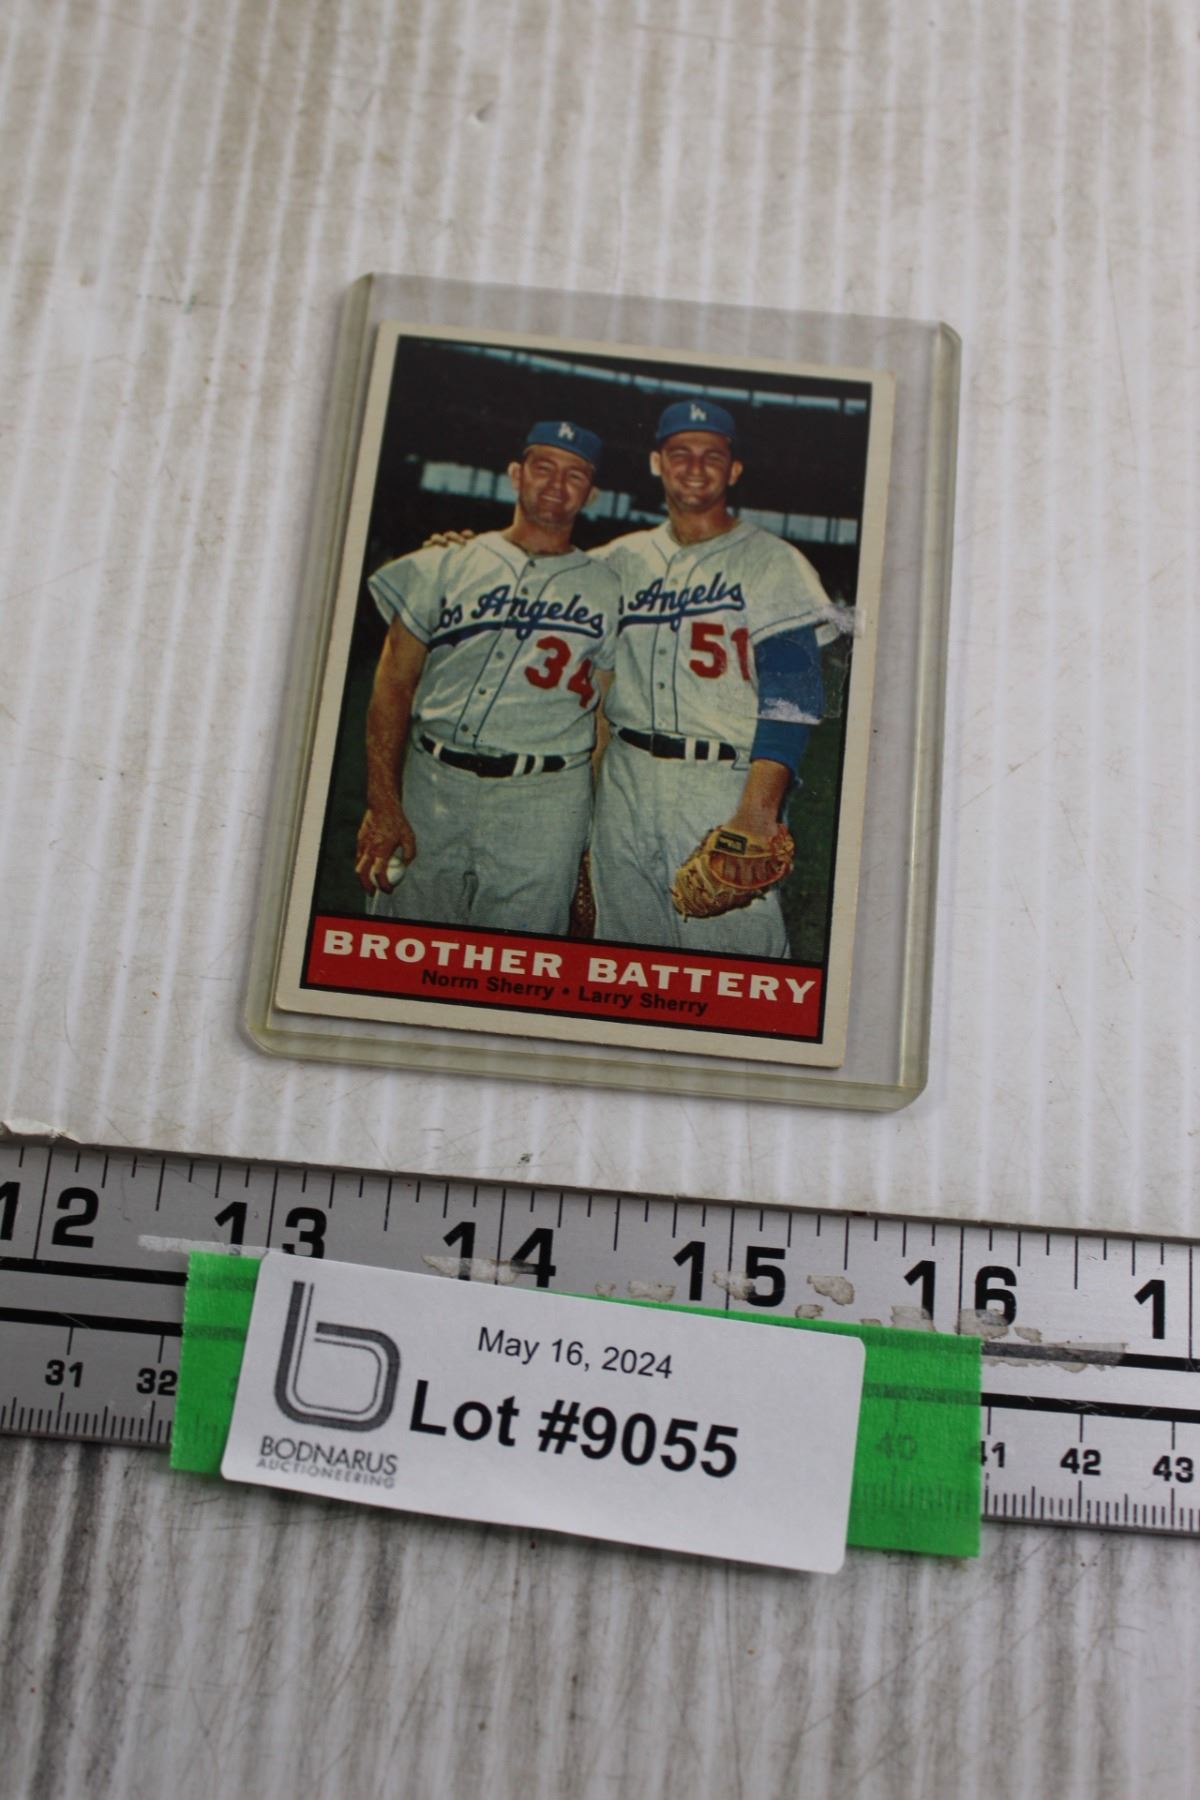 LA
LA
Los Angeles
s Angeles
34
51
BROTHER BATTERY
Norm Sherry • Larry Sherry
12 13 14 15 16 1
May 16, 2024
Lot #9055
BODNARUS
AUCTIONEERING
31 32 40 41 42 43